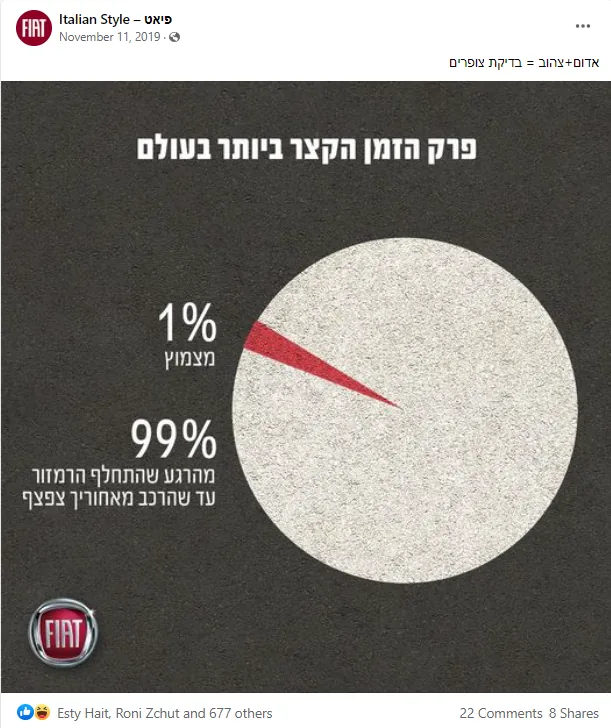 FIAT
Italian Style – פיאט
November 11, 2019 ·
אדום+צהוב = בדיקת צופרים
פרק הזמן הקצר ביותר בעולם
1%
מצמוץ
99%
מהרגע שהתחלף הרמזור
עד שהרכב מאחוריך צפצף
FIAT
Esty Hait, Roni Zchut and 677 others
22 Comments 8 Shares